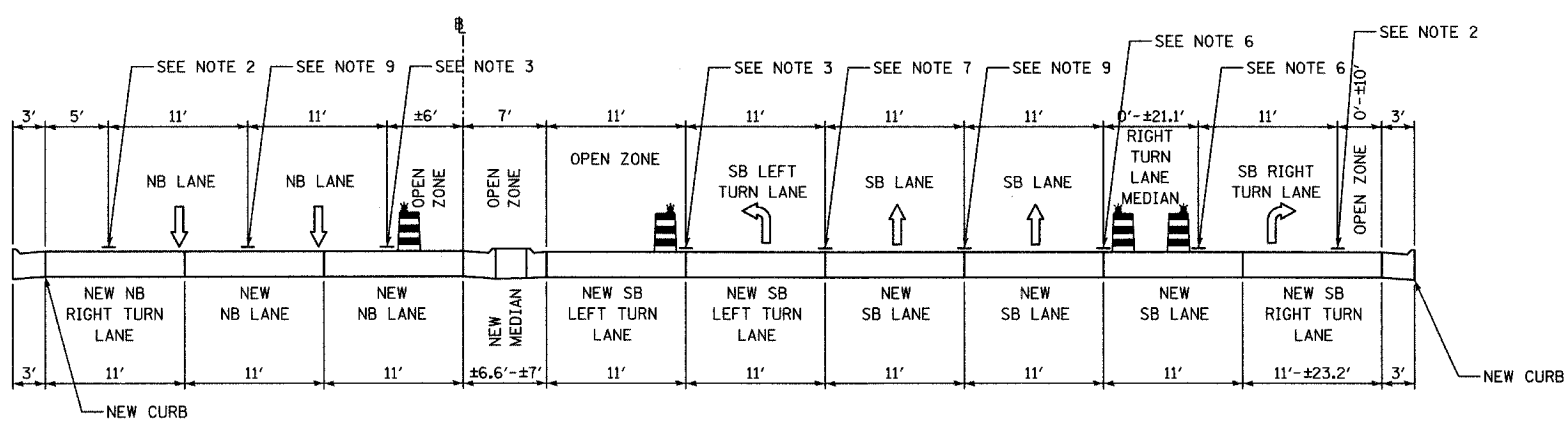 ℄
SEE NOTE 2
SEE NOTE 9
SEE NOTE 3
SEE NOTE 3
SEE NOTE 7
SEE NOTE 9
SEE NOTE 6
SEE NOTE 6
SEE NOTE 2
3'
5'
11'
11'
±6'
7'
11'
11'
11'
11'
0'-±21.1'
11'
0'-±10'
3'
NB LANE
NB LANE
OPEN
ZONE
OPEN
ZONE
OPEN ZONE
SB LEFT
TURN LANE
SB LANE
SB LANE
RIGHT
TURN
LANE
MEDIAN
SB RIGHT
TURN LANE
OPEN ZONE
NEW NB
RIGHT TURN
LANE
NEW
NB LANE
NEW
NB LANE
NEW
MEDIAN
NEW SB
LEFT TURN
LANE
NEW SB
LEFT TURN
LANE
NEW
SB LANE
NEW
SB LANE
NEW
SB LANE
NEW SB
RIGHT TURN
LANE
3'
11'
11'
11'
±6.6'-±7'
11'
11'
11'
11'
11'
11'-±23.2'
3'
NEW CURB
NEW CURB